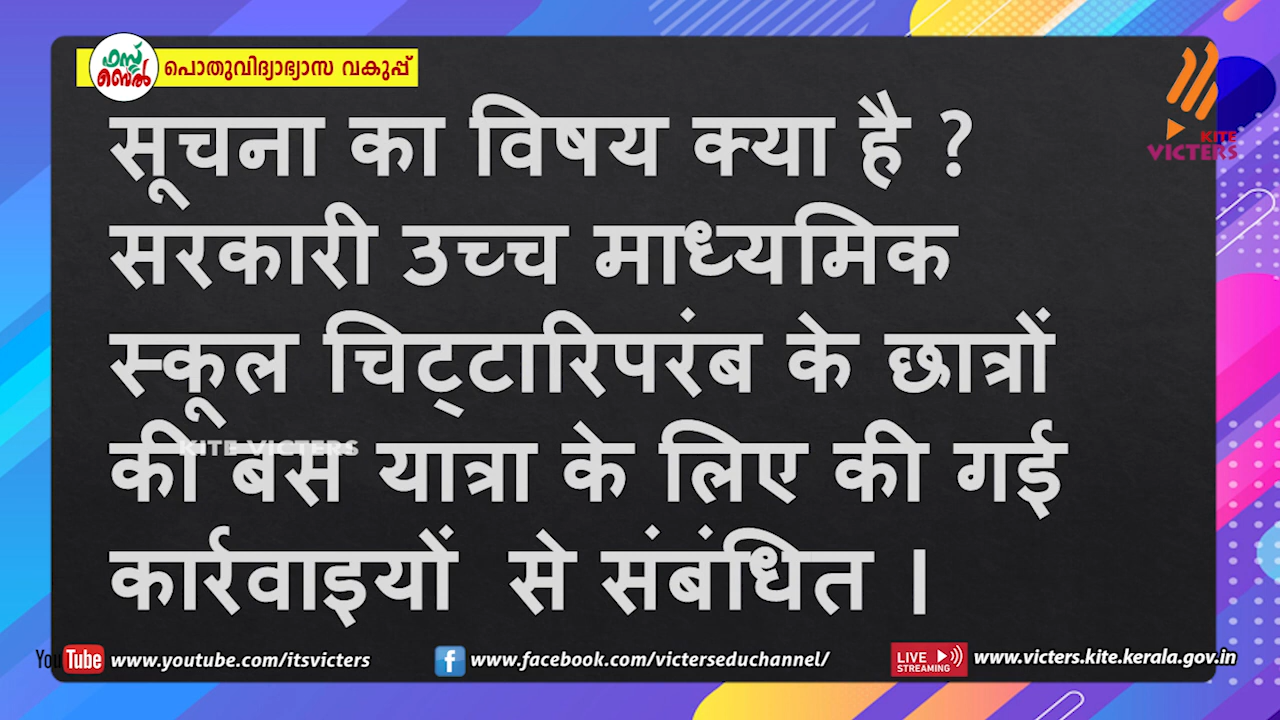 ഫസ്റ്റ് ബെൽ
പൊതുവിദ്യാഭ്യാസ വകുപ്പ്
KITE
VICTERS
सूचना का विषय क्या है ?
सरकारी उच्च माध्यमिक
स्कूल चिट्टारिपरंब के छात्रों
की बस यात्रा के लिए की गई
कार्रवाइयों से संबंधित ।
KITE VICTERS
YouTube www.youtube.com/itsvicters
f www.facebook.com/victerseduchannel/
LIVE STREAMING www.victers.kite.kerala.gov.in